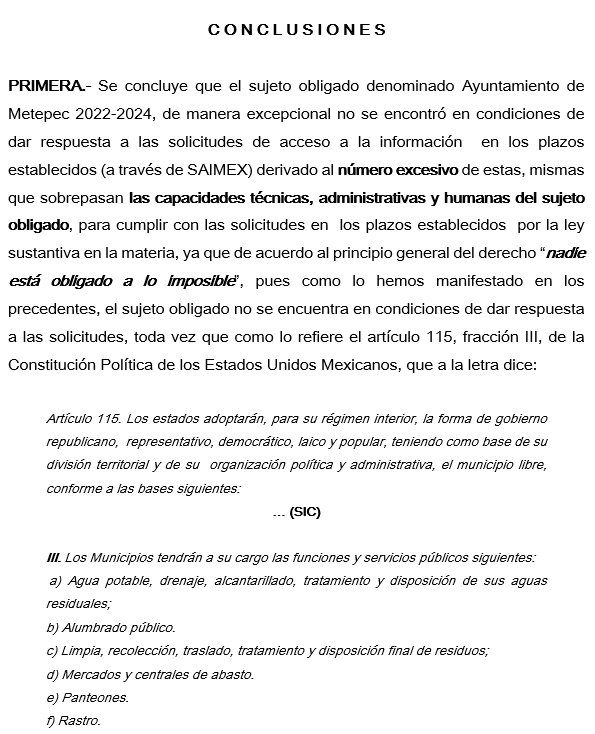 C O N C L U S I O N E S
PRIMERA.- Se concluye que el sujeto obligado denominado Ayuntamiento de
Metepec 2022-2024, de manera excepcional no se encontró en condiciones de
dar respuesta a las solicitudes de acceso a la información en los plazos
establecidos (a través de SAIMEX) derivado al número excesivo de estas, mismas
que sobrepasan las capacidades técnicas, administrativas y humanas del sujeto
obligado, para cumplir con las solicitudes en los plazos establecidos por la ley
sustantiva en la materia, ya que de acuerdo al principio general del derecho “nadie
está obligado a lo imposible”, pues como lo hemos manifestado en los
precedentes, el sujeto obligado no se encuentra en condiciones de dar respuesta
a las solicitudes, toda vez que como lo refiere el artículo 115, fracción III, de la
Constitución Política de los Estados Unidos Mexicanos, que a la letra dice:
Artículo 115. Los estados adoptarán, para su régimen interior, la forma de gobierno
republicano, representativo, democrático, laico y popular, teniendo como base de su
división territorial y de su organización política y administrativa, el municipio libre,
conforme a las bases siguientes:
... (SIC)
III. Los Municipios tendrán a su cargo las funciones y servicios públicos siguientes:
a) Agua potable, drenaje, alcantarillado, tratamiento y disposición de sus aguas
residuales;
b) Alumbrado público.
c) Limpia, recolección, traslado, tratamiento y disposición final de residuos;
d) Mercados y centrales de abasto.
e) Panteones.
f) Rastro.